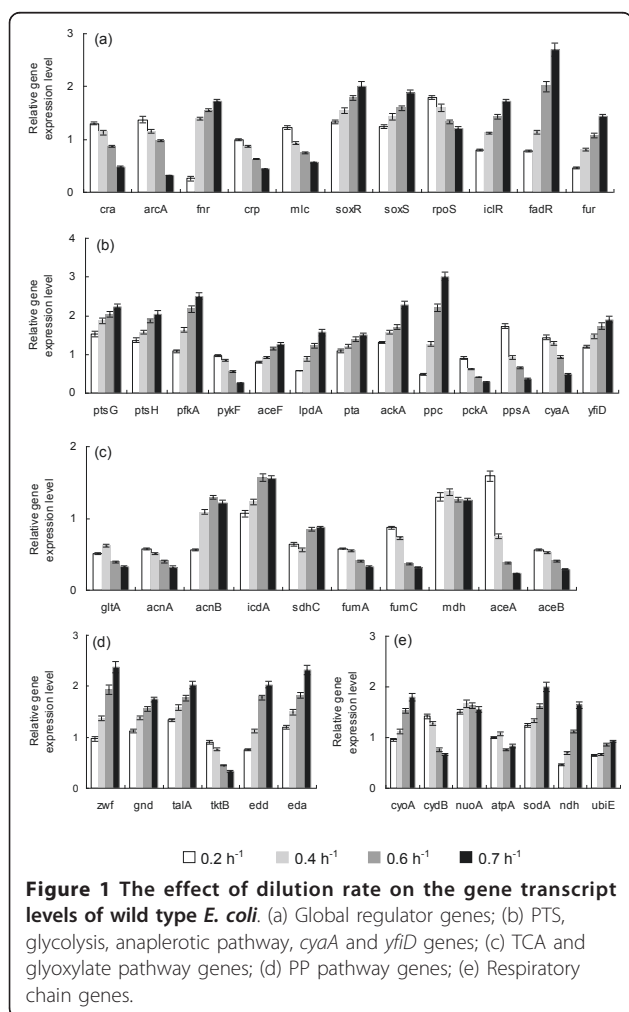 (a)
Relative gene expression level
3
2
1
0
cra arcA fnr crp mlc soxR soxS rpoS iclR fadR fur
(b)
Relative gene expression level
4
3
2
1
0
ptsG ptsH pfkA pykF aceF lpdA pta ackA ppc pckA ppsA cyaA yfiD
(c)
Relative gene expression level
2
1
0
gltA acnA acnB icdA sdhC fumA fumC mdh aceA aceB
(d)
Relative gene expression level
3
2
1
0
zwf gnd talA tktB edd eda
(e)
Relative gene expression level
3
2
1
0
cyoA cydB nuoA atpA sodA ndh ubiE
0.2 h-1 0.4 h-1 0.6 h-1 0.7 h-1
Figure 1 The effect of dilution rate on the gene transcript
levels of wild type E. coli. (a) Global regulator genes; (b) PTS,
glycolysis, anaplerotic pathway, cyaA and yfiD genes; (c) TCA and
glyoxylate pathway genes; (d) PP pathway genes; (e) Respiratory
chain genes.